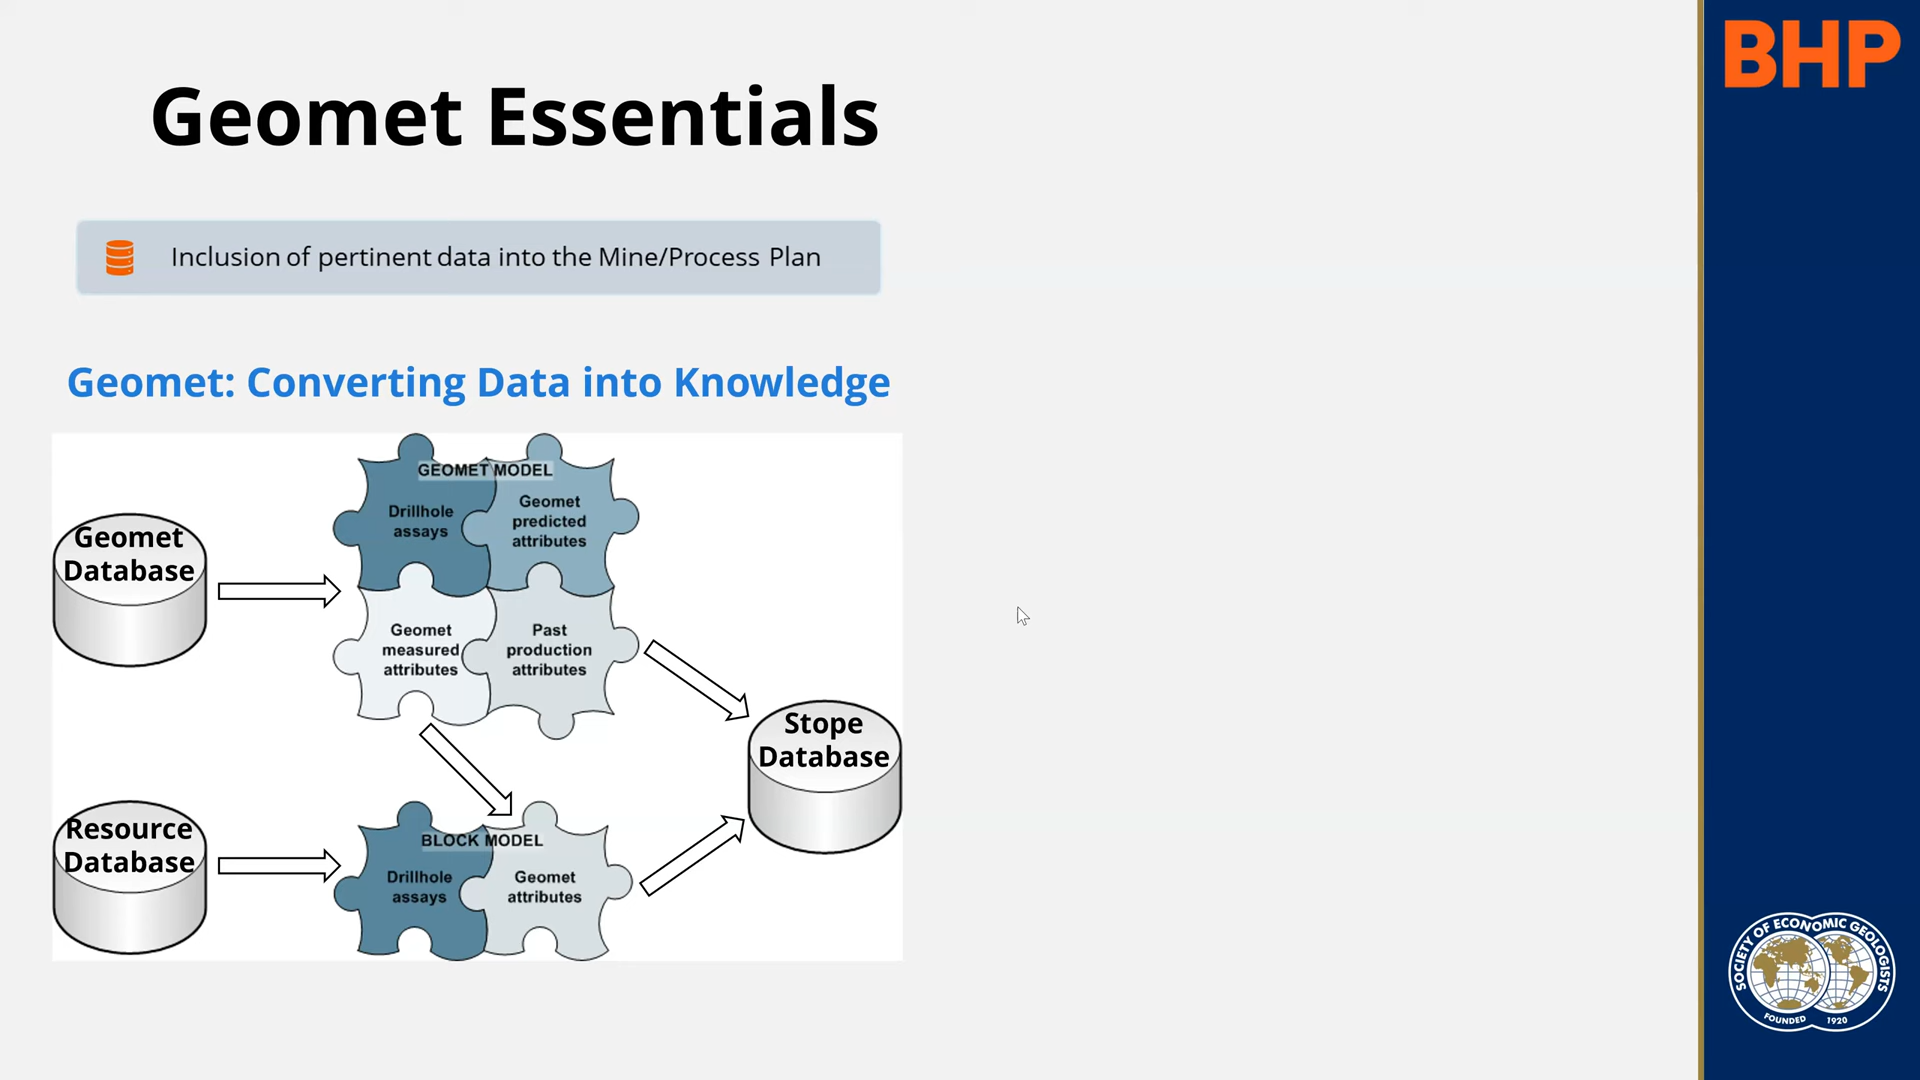 BHP
Geomet Essentials
Inclusion of pertinent data into the Mine/Process Plan
Geomet: Converting Data into Knowledge
GEOMET MODEL
Drillhole
assays
Geomet
predicted
attributes
Geomet
Database
Geomet
measured
attributes
Past
production
attributes
Stope
Database
Resource
Database
BLOCK MODEL
Drillhole
assays
Geomet
attributes
SOCIETY OF ECONOMIC GEOLOGISTS
FOUNDED 1920